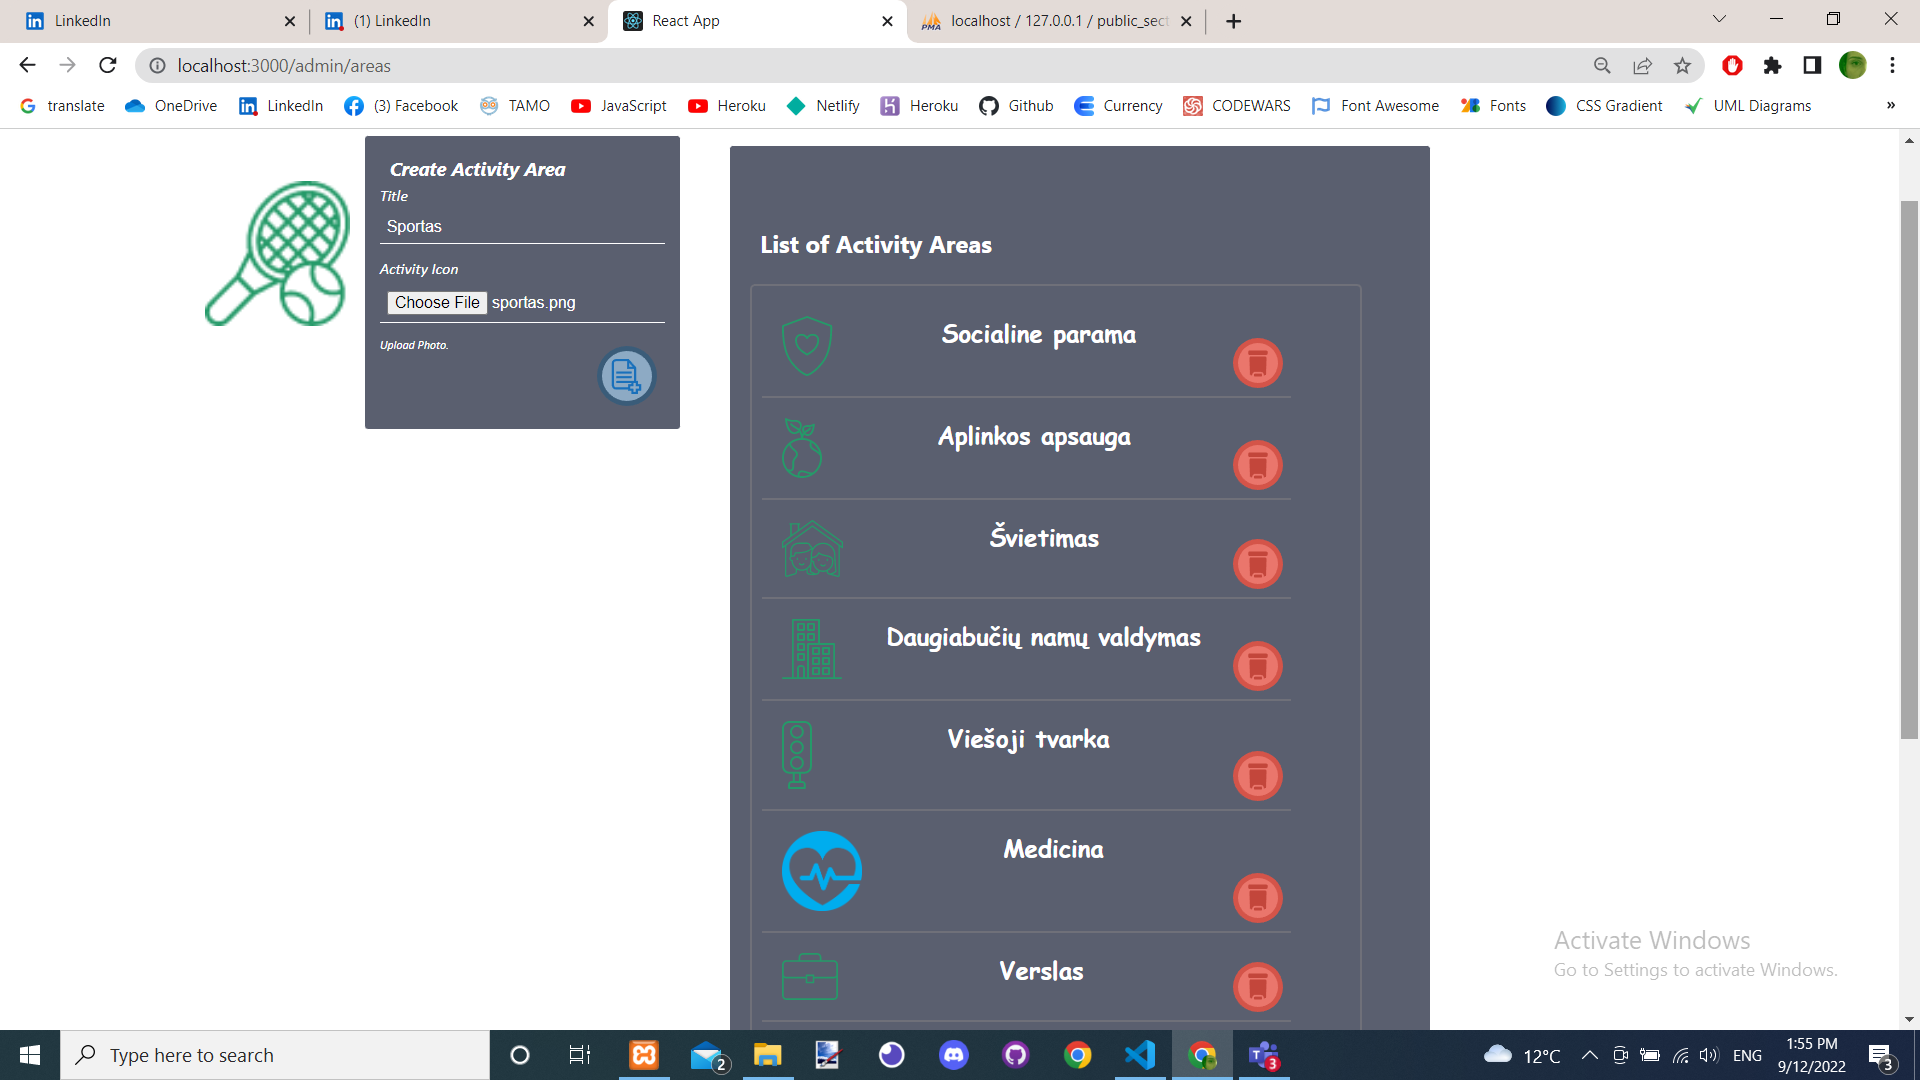 LinkedIn
(1) LinkedIn
React App
localhost / 127.0.0.1 / public_sect
localhost:3000/admin/areas
translate
OneDrive
LinkedIn
(3) Facebook
TAMO
JavaScript
Heroku
Netlify
Heroku
Github
Currency
CODEWARS
Font Awesome
Fonts
CSS Gradient
UML Diagrams
»
Create Activity Area
Title
Sportas
Activity Icon
Choose File sportas.png
Upload Photo.
List of Activity Areas
Socialine parama
Aplinkos apsauga
Švietimas
Daugiabučių namų valdymas
Viešoji tvarka
Medicina
Verslas
Activate Windows
Go to Settings to activate Windows.
Type here to search
2
3
12°C
ENG
1:55 PM
9/12/2022
3